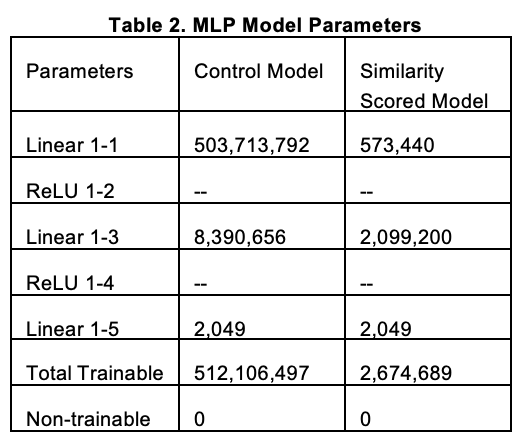 Table 2. MLP Model Parameters
Parameters Control Model Similarity
Scored Model
Linear 1-1 503,713,792 573,440
ReLU 1-2 -- --
Linear 1-3 8,390,656 2,099,200
ReLU 1-4 -- --
Linear 1-5 2,049 2,049
Total Trainable 512,106,497 2,674,689
Non-trainable 0 0